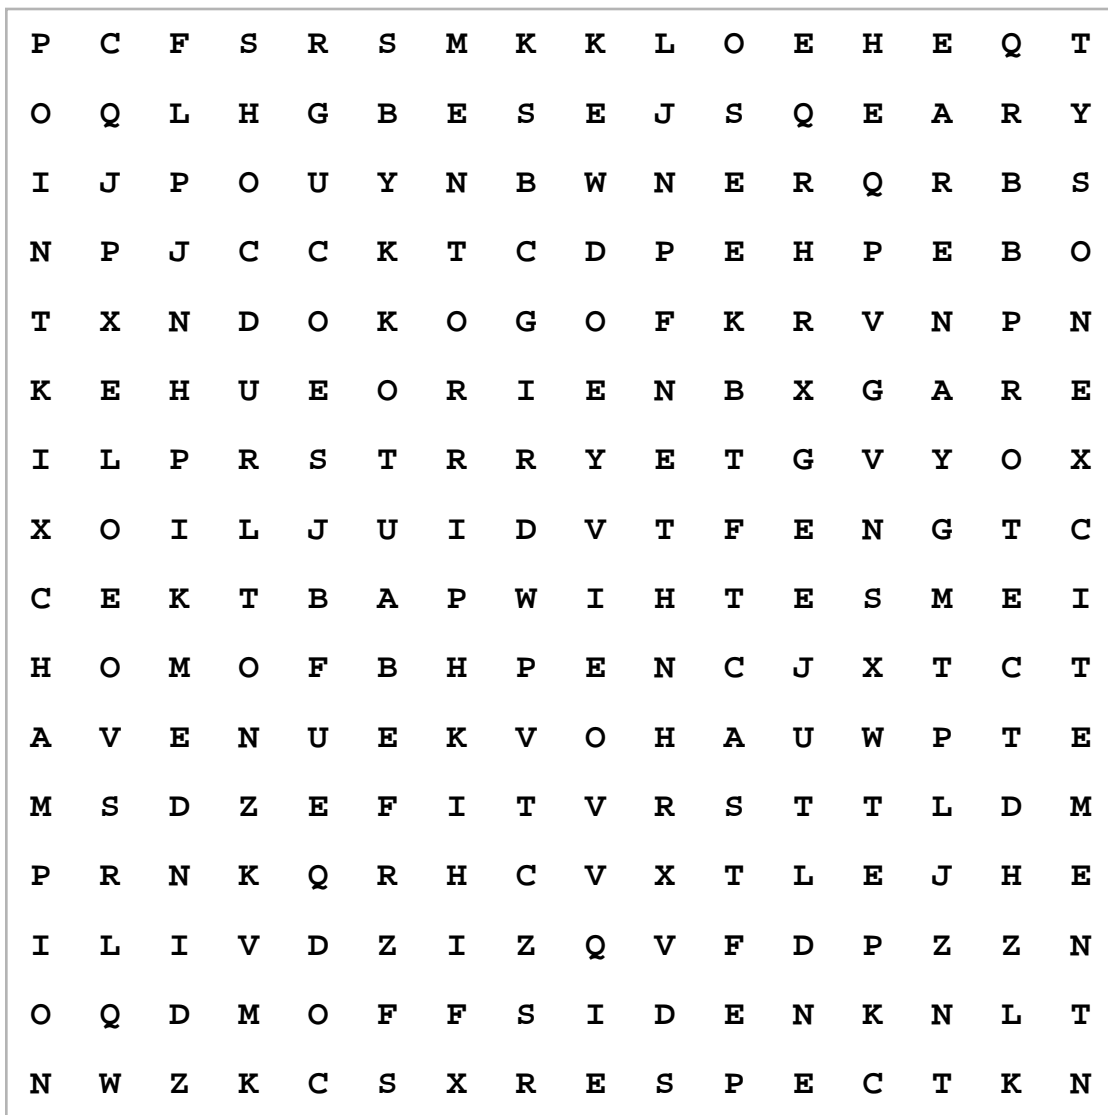 P C F S R S M K K L O E H E Q T
O Q L H G B E S E J S Q E A R Y
I J P O U Y N B W N E R Q R B S
N P J C C K T C D P E H P E B O
T X N D O K O G O F K R V N P N
K E H U E O R I E N B X G A R E
I L P R S T R R Y E T G V Y O X
X O I L J U I D V T F E N G T C
C E K T B A P W I H T E S M E I
H O M O F B H P E N C J X T C T
A V E N U E K V O H A U W P T E
M S D Z E F I T V R S T T L D M
P R N K Q R H C V X T L E J H E
I L I V D Z I Z Q V F D P Z Z N
O Q D M O F F S I D E N K N L T
N W Z K C S X R E S P E C T K N